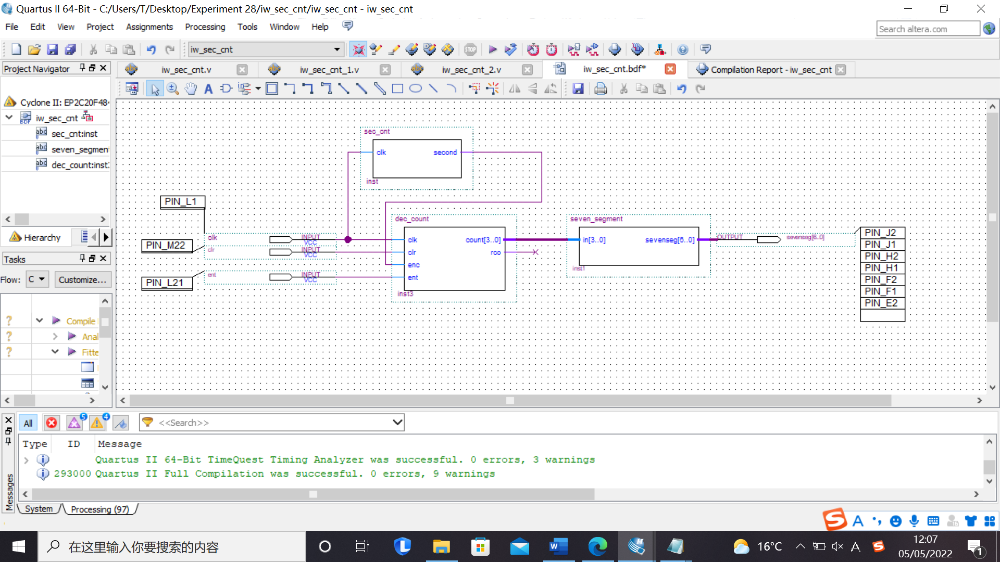 Quartus II 64-Bit - C:/Users/T/Desktop/Experiment 28/iw_sec_cnt/iw_sec_cnt - iw_sec_cnt
File Edit View Project Assignments Processing Tools Window Help
Search altera.com
iw_sec_cnt
STOP
Project Navigator
iw_sec_cnt.v
iw_sec_cnt_1.v
iw_sec_cnt_2.v
iw_sec_cnt.bdf*
Compilation Report - iw_sec_cnt
Cyclone II: EP2C20F484
iw_sec_cnt
sec_cnt:inst
seven_segment
dec_count:inst
Hierarchy
Tasks
Flow: C Customize...
Compile
Anal
Fitte
sec_cnt
clk second
inst
PIN_L1
PIN_M22
PIN_L21
clk INPUT
VCC
clr INPUT
VCC
ent INPUT
VCC
dec_count
clk count[3..0]
clr rco
enc
ent
inst3
seven_segment
in[3..0] sevenseg[6..0]
inst1
OUTPUT sevenseg[6..0]
PIN_J2
PIN_J1
PIN_H2
PIN_H1
PIN_F2
PIN_F1
PIN_E2
All 5 4 <<Search>>
Type ID Message
Quartus II 64-Bit TimeQuest Timing Analyzer was successful. 0 errors, 3 warnings
293000 Quartus II Full Compilation was successful. 0 errors, 9 warnings
Messages
System Processing (97)
在这里输入你要搜索的内容
16°C
12:07
05/05/2022
1